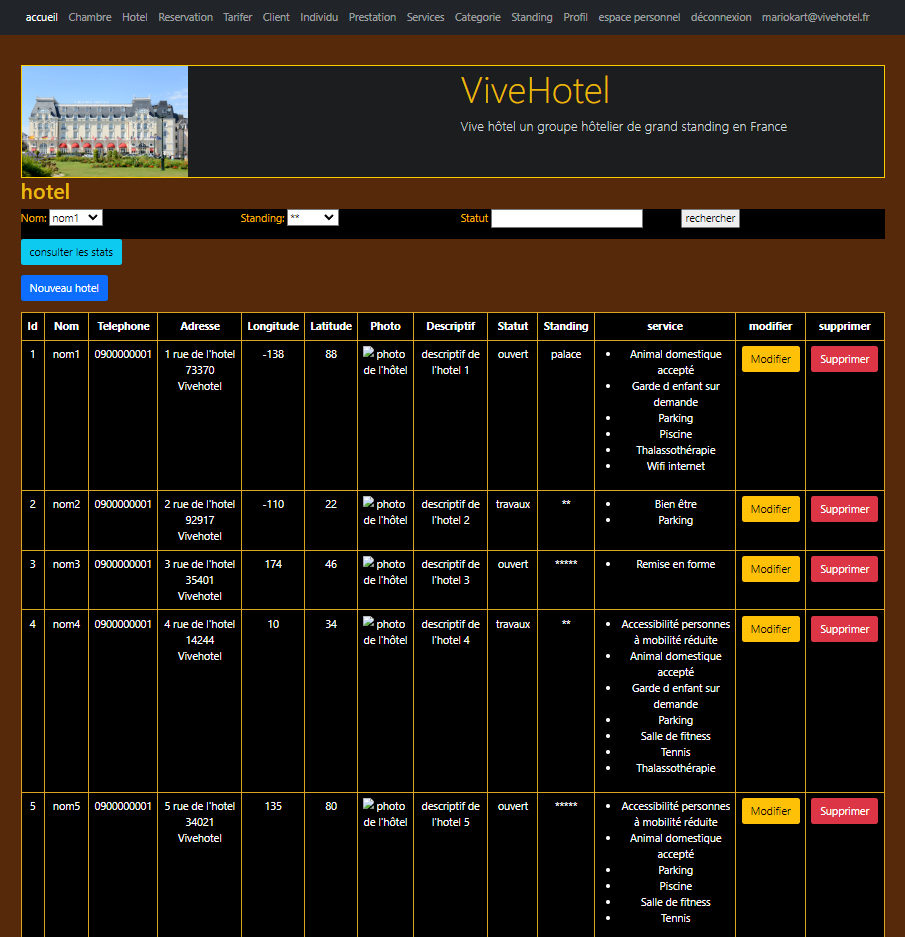 accueil Chambre Hotel Reservation Tarifer Client Individu Prestation Services Categorie Standing Profil espace personnel déconnexion mariokart@vivehotel.fr
ViveHotel
Vive hôtel un groupe hôtelier de grand standing en France
hotel
Nom: nom1 Standing: ** Statut rechercher
consulter les stats
Nouveau hotel
Id Nom Telephone Adresse Longitude Latitude Photo Descriptif Statut Standing service modifier supprimer
1 nom1 0900000001 1 rue de l'hotel -138 88 photo descriptif de ouvert palace Animal domestique Modifier Supprimer
73370 de l'hôtel l'hotel 1 accepté
Vivehotel Garde d enfant sur
demande
Parking
Piscine
Thalassothérapie
Wifi internet
2 nom2 0900000001 2 rue de l'hotel -110 22 photo descriptif de travaux ** Bien être Modifier Supprimer
92917 de l'hôtel l'hotel 2 Parking
Vivehotel
3 nom3 0900000001 3 rue de l'hotel 174 46 photo descriptif de ouvert ***** Remise en forme Modifier Supprimer
35401 de l'hôtel l'hotel 3
Vivehotel
4 nom4 0900000001 4 rue de l'hotel 10 34 photo descriptif de travaux ** Accessibilité personnes Modifier Supprimer
14244 de l'hôtel l'hotel 4 à mobilité réduite
Vivehotel Animal domestique
accepté
Garde d enfant sur
demande
Parking
Salle de fitness
Tennis
Thalassothérapie
5 nom5 0900000001 5 rue de l'hotel 135 80 photo descriptif de ouvert ***** Accessibilité personnes Modifier Supprimer
34021 de l'hôtel l'hotel 5 à mobilité réduite
Vivehotel Animal domestique
accepté
Parking
Piscine
Salle de fitness
Tennis